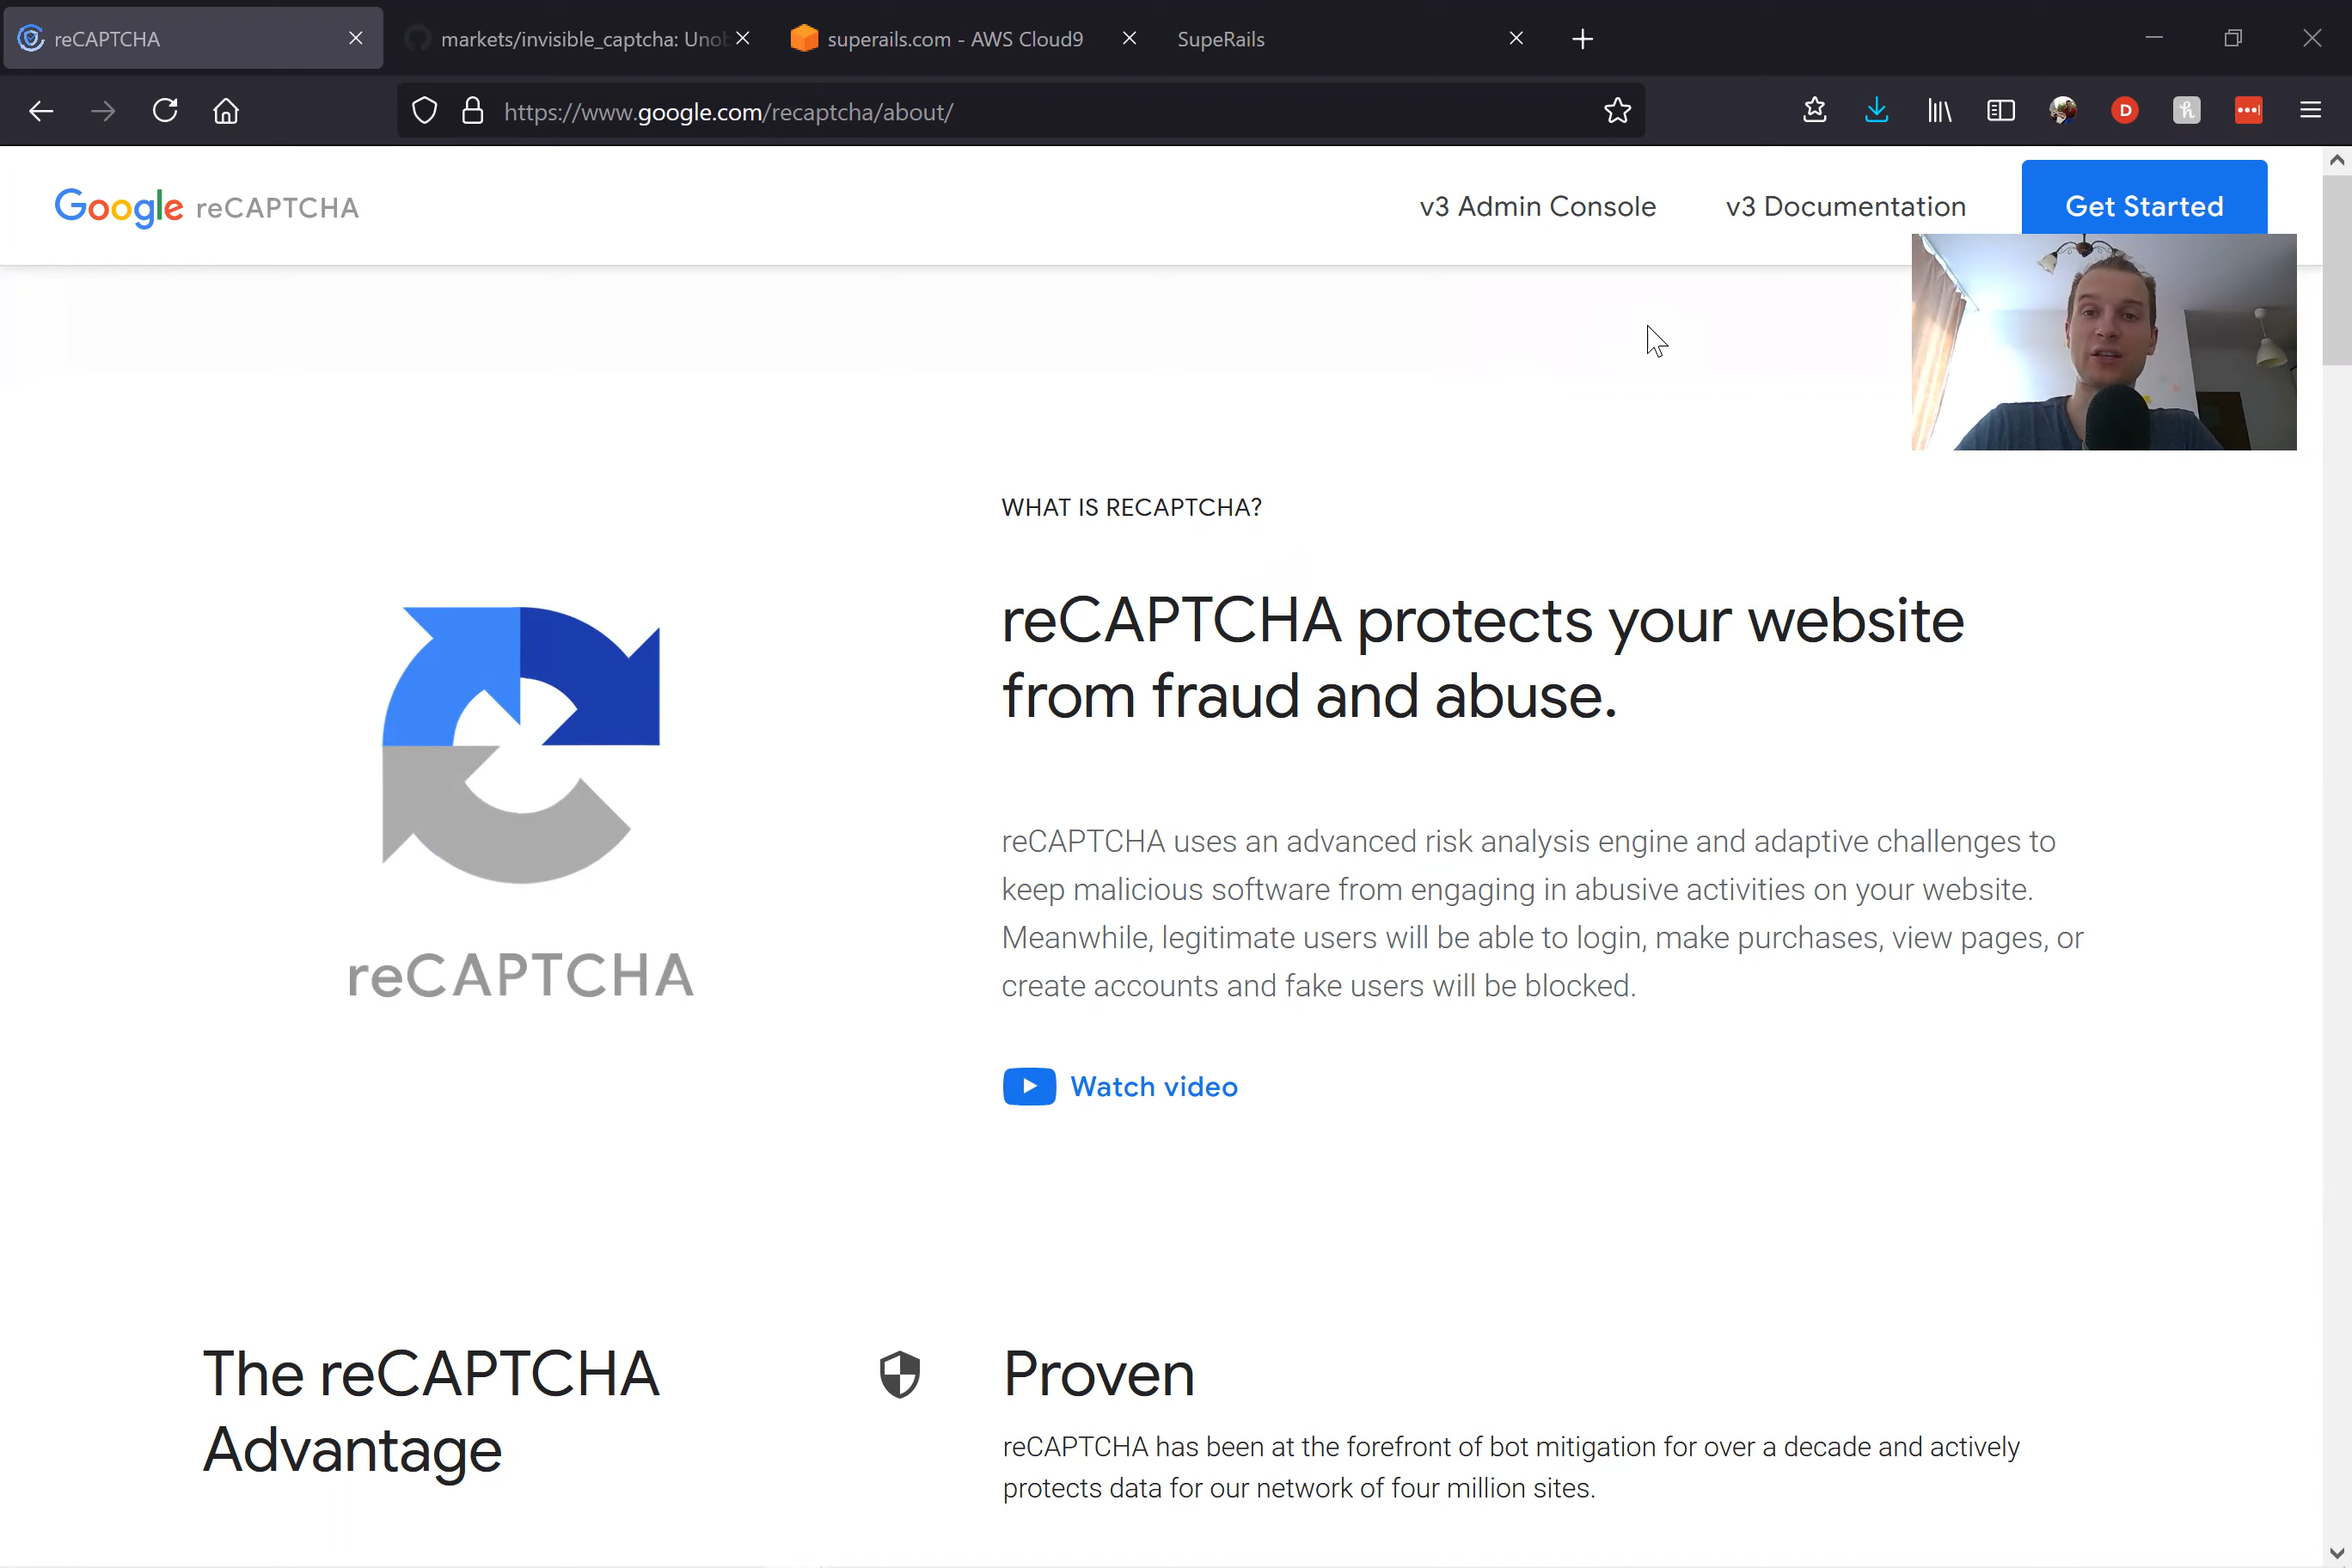 reCAPTCHA
markets/invisible_captcha: Unob
superails.com - AWS Cloud9
SupeRails
https://www.google.com/recaptcha/about/
D
Google reCAPTCHA
v3 Admin Console
v3 Documentation
Get Started
WHAT IS RECAPTCHA?
reCAPTCHA protects your website
from fraud and abuse.
reCAPTCHA uses an advanced risk analysis engine and adaptive challenges to
keep malicious software from engaging in abusive activities on your website.
Meanwhile, legitimate users will be able to login, make purchases, view pages, or
create accounts and fake users will be blocked.
reCAPTCHA
Watch video
The reCAPTCHA
Advantage
Proven
reCAPTCHA has been at the forefront of bot mitigation for over a decade and actively
protects data for our network of four million sites.